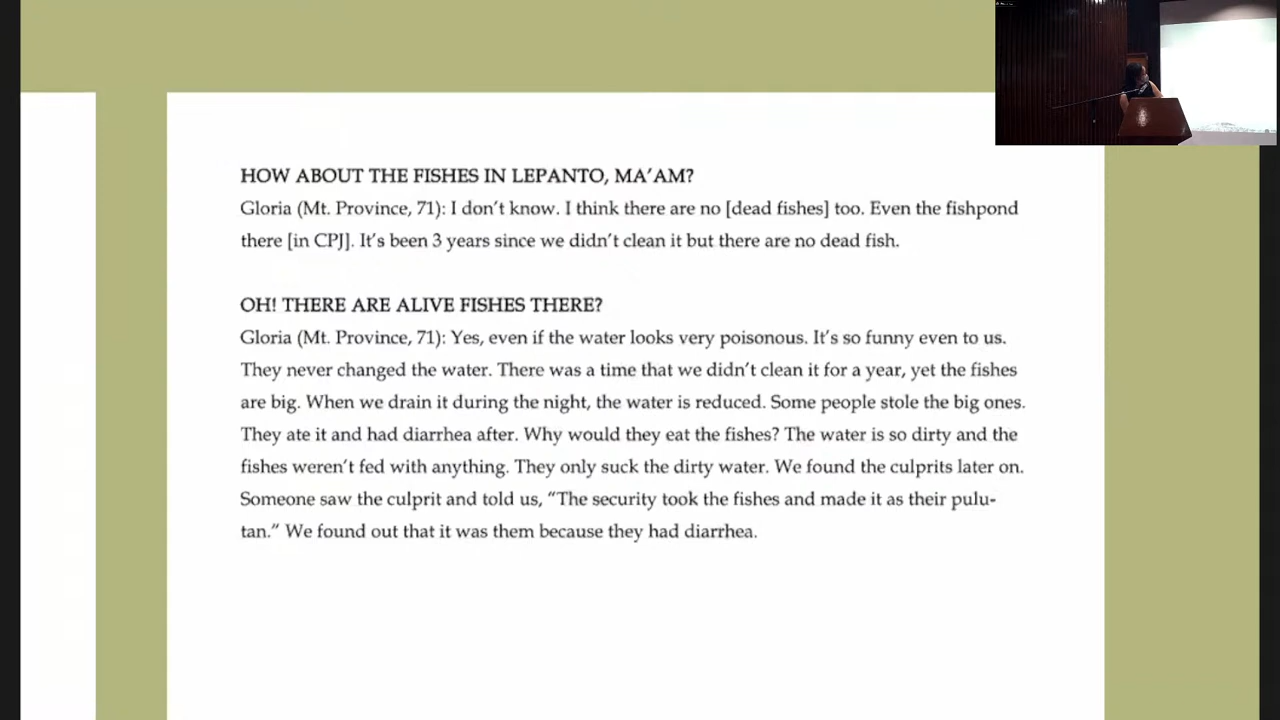 HOW ABOUT THE FISHES IN LEPANTO, MA’AM?
Gloria (Mt. Province, 71): I don’t know. I think there are no [dead fishes] too. Even the fishpond
there [in CPJ]. It’s been 3 years since we didn’t clean it but there are no dead fish.
OH! THERE ARE ALIVE FISHES THERE?
Gloria (Mt. Province, 71): Yes, even if the water looks very poisonous. It’s so funny even to us.
They never changed the water. There was a time that we didn’t clean it for a year, yet the fishes
are big. When we drain it during the night, the water is reduced. Some people stole the big ones.
They ate it and had diarrhea after. Why would they eat the fishes? The water is so dirty and the
fishes weren’t fed with anything. They only suck the dirty water. We found the culprits later on.
Someone saw the culprit and told us, “The security took the fishes and made it as their pulu-
tan.” We found out that it was them because they had diarrhea.